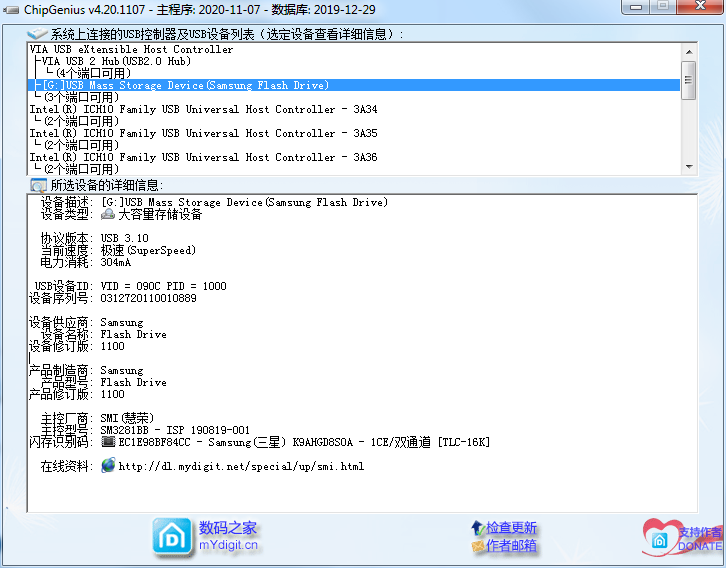 ChipGenius v4.20.1107 - 主程序: 2020-11-07 - 数据库: 2019-12-29
系统上连接的USB控制器及USB设备列表（选定设备查看详细信息）:
VIA USB eXtensible Host Controller
VIA USB 2 Hub(USB2.0 Hub)
(4个端口可用)
[G:]USB Mass Storage Device(Samsung Flash Drive)
(3个端口可用)
Intel(R) ICH10 Family USB Universal Host Controller - 3A34
(2个端口可用)
Intel(R) ICH10 Family USB Universal Host Controller - 3A35
(2个端口可用)
Intel(R) ICH10 Family USB Universal Host Controller - 3A36
(2个端口可用)
所选设备的详细信息:
设备描述: [G:]USB Mass Storage Device(Samsung Flash Drive)
设备类型: 大容量存储设备
协议版本: USB 3.10
当前速度: 极速(SuperSpeed)
电力消耗: 304mA
USB设备ID: VID = 090C PID = 1000
设备序列号: 0312720110010889
设备供应商: Samsung
设备名称: Flash Drive
设备修订版: 1100
产品制造商: Samsung
产品型号: Flash Drive
产品修订版: 1100
主控厂商: SMI(慧荣)
主控型号: SM3281BB - ISP 190819-001
闪存识别码: EC1E98BF84CC - Samsung(三星) K9AHGD8S0A - 1CE/双通道 [TLC-16K]
在线资料: http://dl.mydigit.net/special/up/smi.html
数码之家
mYdigit.cn
检查更新
作者邮箱
支持作者
DONATE